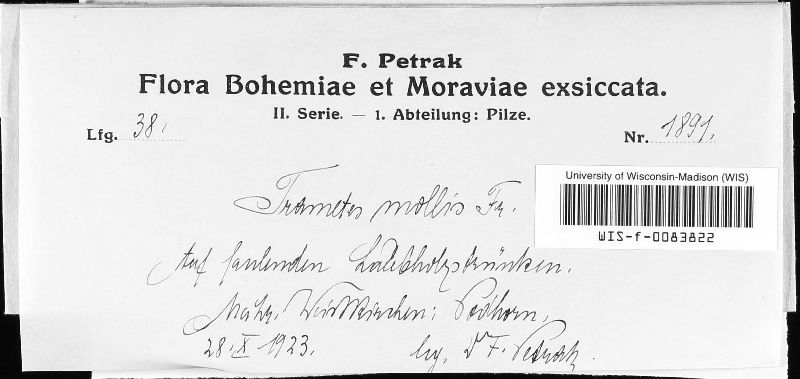 F. Petrak
Flora Bohemiae et Moraviae exsiccata.
II. Serie. — 1. Abteilung: Pilze.
Lfg. 38.
Nr. 1891.
Trametes mollis Fr.
University of Wisconsin-Madison (WIS)
WIS-f-0083822
Auf faulenden Laubholzstrünken.
Mähr. Weisskirchen: Podhorn,
28. X 1923. leg. Dr F. Petrak.